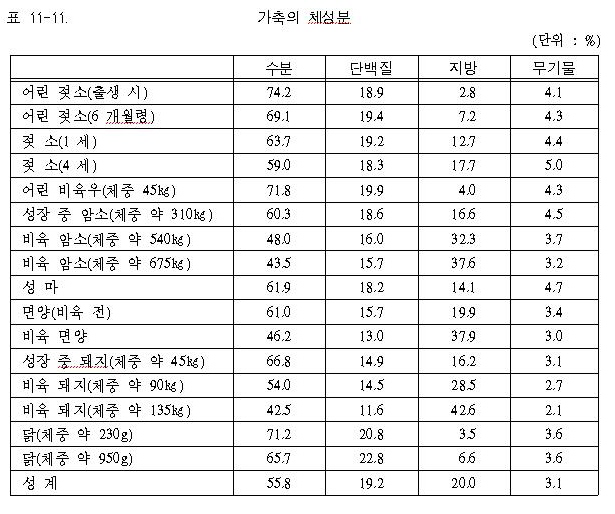 표 11-11. 가축의 체성분
(단위 : %)
수분 단백질 지방 무기물
어린 젖소(출생 시) 74.2 18.9 2.8 4.1
어린 젖소(6 개월령) 69.1 19.4 7.2 4.3
젖 소(1 세) 63.7 19.2 12.7 4.4
젖 소(4 세) 59.0 18.3 17.7 5.0
어린 비육우(체중 45㎏) 71.8 19.9 4.0 4.3
성장 중 암소(체중 약 310㎏) 60.3 18.6 16.6 4.5
비육 암소(체중 약 540㎏) 48.0 16.0 32.3 3.7
비육 암소(체중 약 675㎏) 43.5 15.7 37.6 3.2
성 마 61.9 18.2 14.1 4.7
면양(비육 전) 61.0 15.7 19.9 3.4
비육 면양 46.2 13.0 37.9 3.0
성장 중 돼지(체중 약 45㎏) 66.8 14.9 16.2 3.1
비육 돼지(체중 약 90㎏) 54.0 14.5 28.5 2.7
비육 돼지(체중 약 135㎏) 42.5 11.6 42.6 2.1
닭(체중 약 230g) 71.2 20.8 3.5 3.6
닭(체중 약 950g) 65.7 22.8 6.6 3.6
성 계 55.8 19.2 20.0 3.1